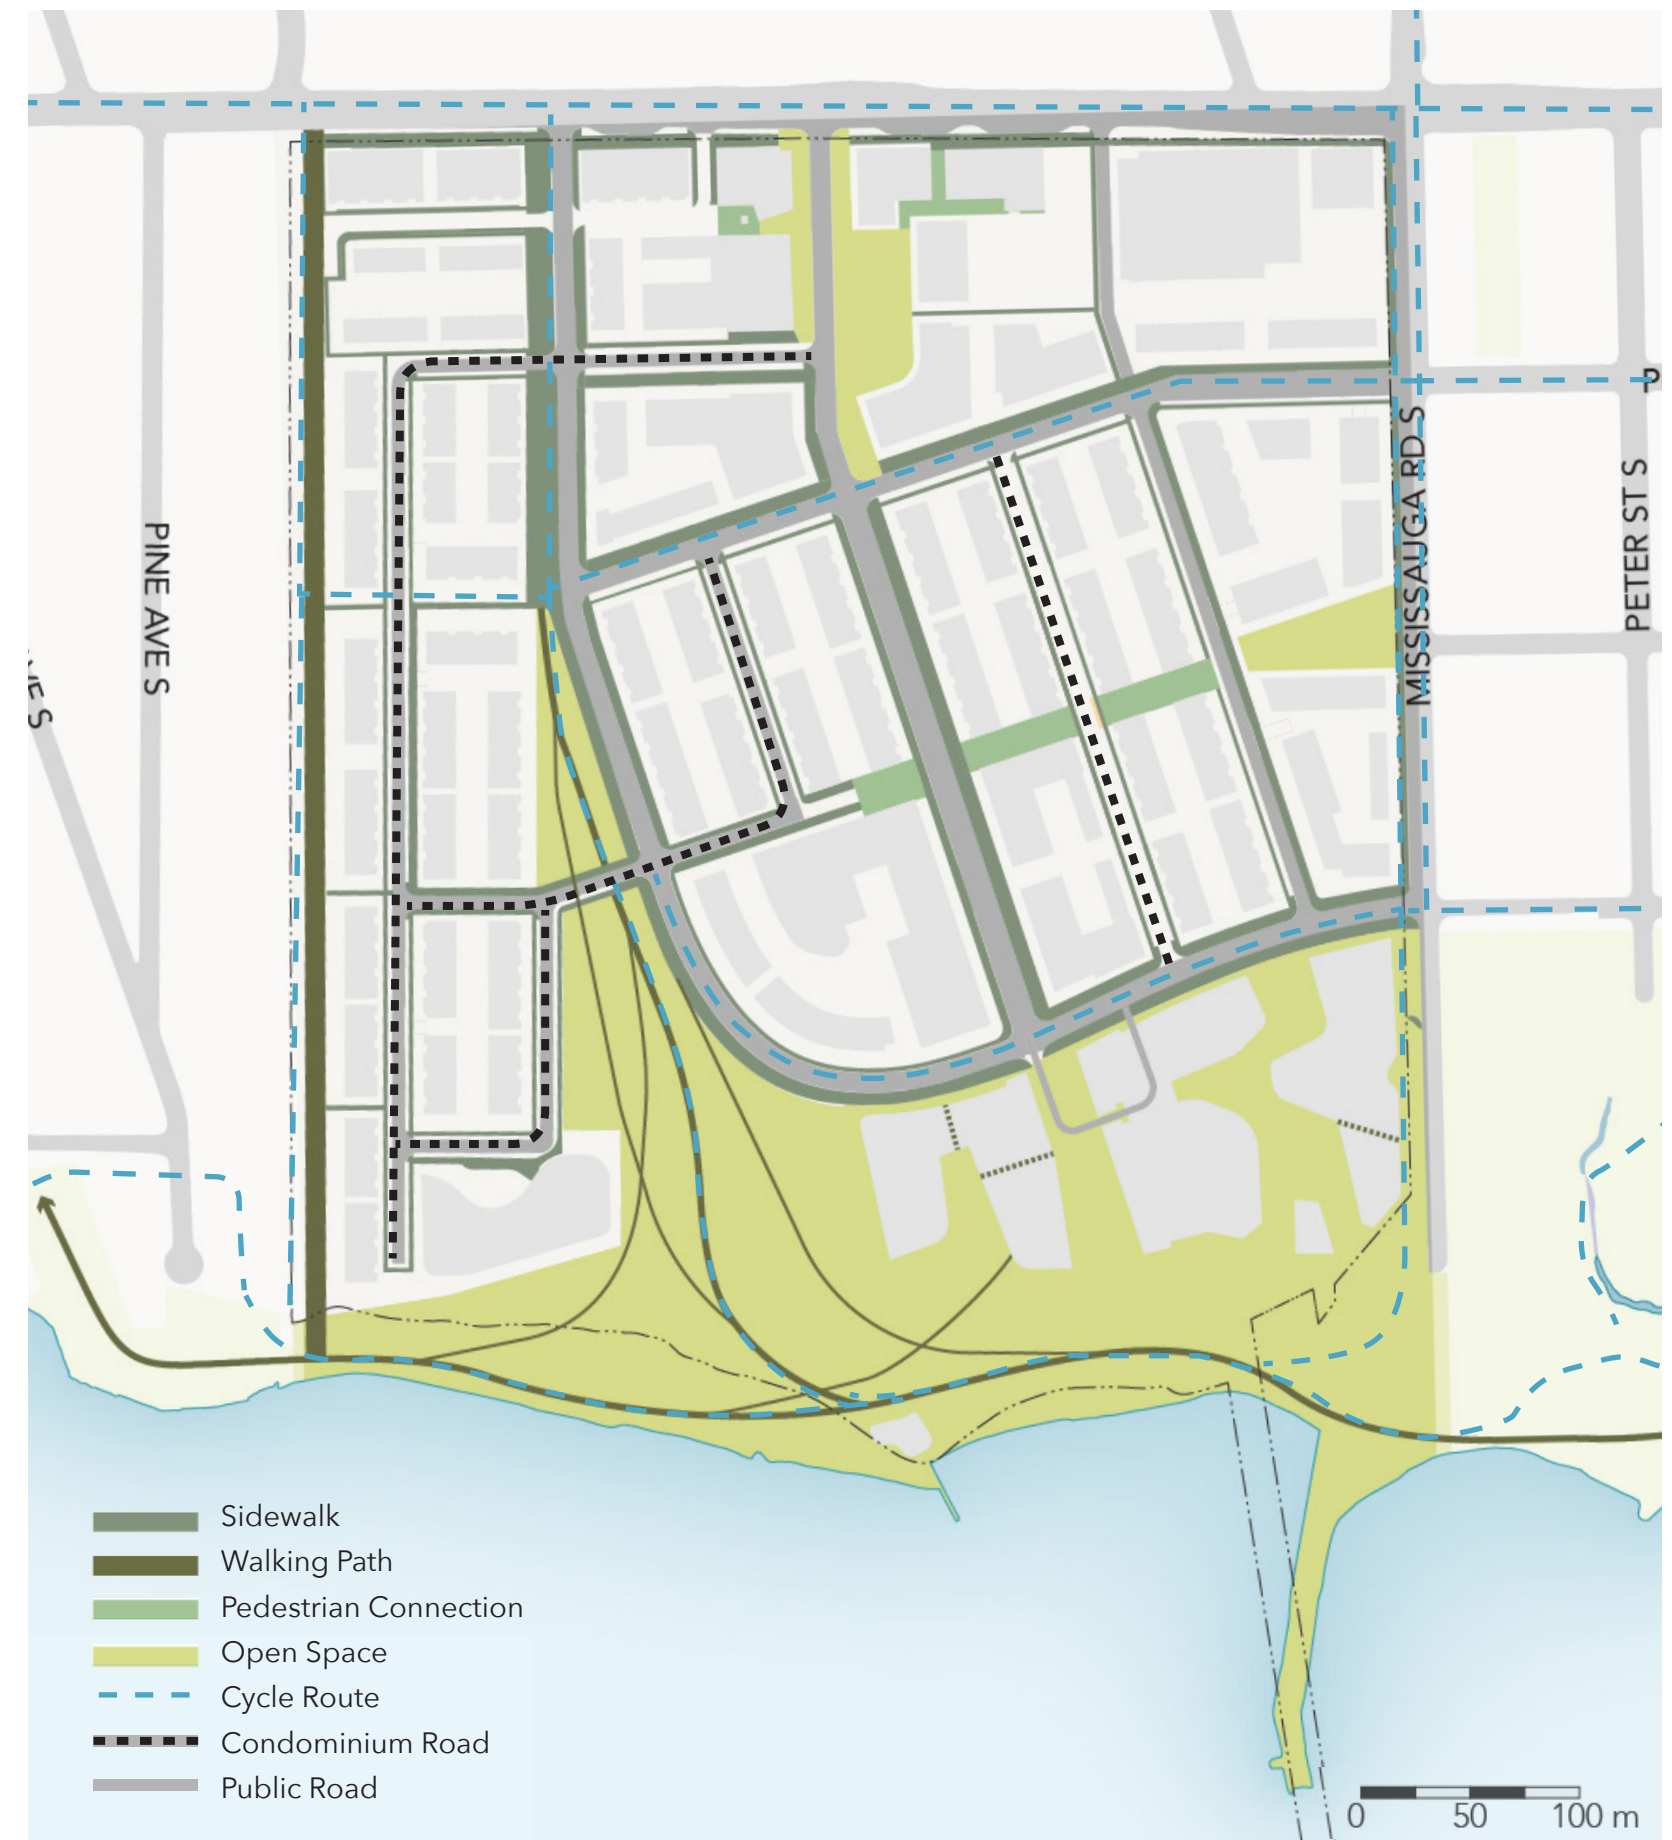 PINE AVE S
MISSISSAUGA RD S
PETER ST S
P
VE S
Sidewalk
Walking Path
Pedestrian Connection
Open Space
Cycle Route
Condominium Road
Public Road
0 50 100 m